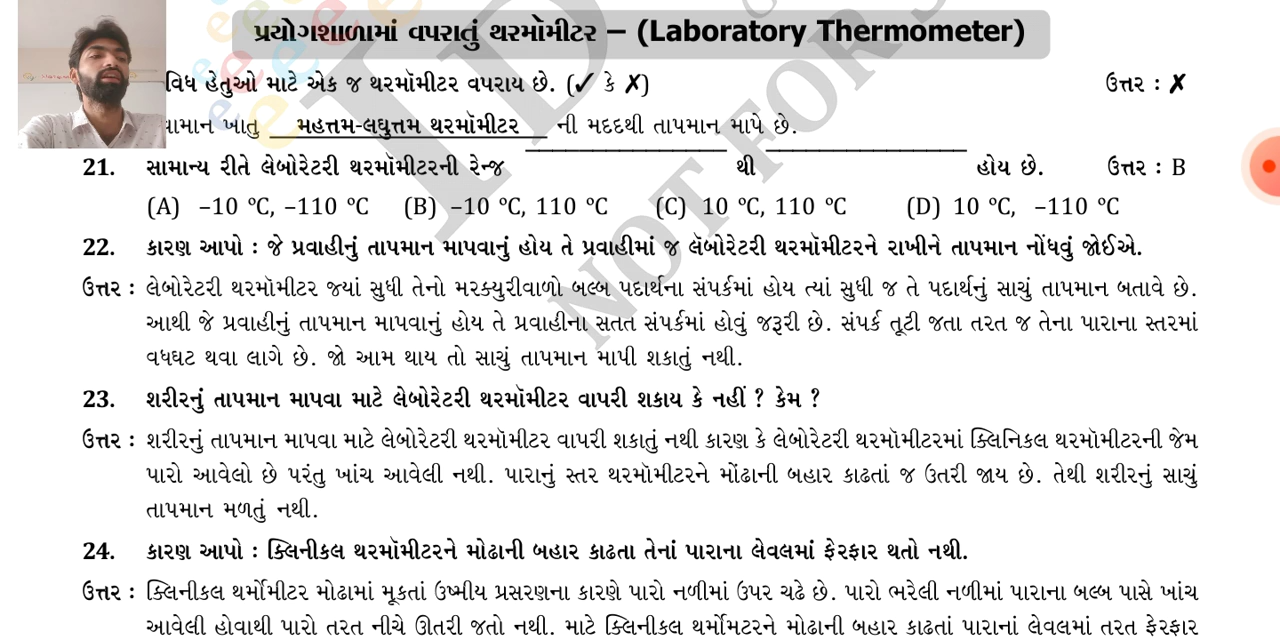 પ્રયોગશાળામાં વપરાતું થરમૉમીટર – (Laboratory Thermometer)
વિધ હેતુઓ માટે એક જ થરમૉમીટર વપરાય છે. (✓ કે ✗) ઉત્તર : ✗
ામાન ખાતુ મહત્તમ-લઘુત્તમ થરમૉમીટર ની મદદથી તાપમાન માપે છે.
21. સામાન્ય રીતે લેબોરેટરી થરમૉમીટરની રેન્જ ________ થી ________ હોય છે. ઉત્તર : B
(A) –10 °C, –110 °C (B) –10 °C, 110 °C (C) 10 °C, 110 °C (D) 10 °C, –110 °C
22. કારણ આપો : જે પ્રવાહીનું તાપમાન માપવાનું હોય તે પ્રવાહીમાં જ લૅબોરેટરી થરમૉમીટરને રાખીને તાપમાન નોંધવું જોઈએ.
ઉત્તર : લેબોરેટરી થરમૉમીટર જ્યાં સુધી તેનો મરક્યુરીવાળો બલ્બ પદાર્થના સંપર્કમાં હોય ત્યાં સુધી જ તે પદાર્થનું સાચું તાપમાન બતાવે છે.
આથી જે પ્રવાહીનું તાપમાન માપવાનું હોય તે પ્રવાહીના સતત સંપર્કમાં હોવું જરૂરી છે. સંપર્ક તૂટી જતા તરત જ તેના પારાના સ્તરમાં
વધઘટ થવા લાગે છે. જો આમ થાય તો સાચું તાપમાન માપી શકાતું નથી.
23. શરીરનું તાપમાન માપવા માટે લેબોરેટરી થરમૉમીટર વાપરી શકાય કે નહીં ? કેમ ?
ઉત્તર : શરીરનું તાપમાન માપવા માટે લેબોરેટરી થરમૉમીટર વાપરી શકાતું નથી કારણ કે લેબોરેટરી થરમૉમીટરમાં ક્લિનિકલ થરમૉમીટરની જેમ
પારો આવેલો છે પરંતુ ખાંચ આવેલી નથી. પારાનું સ્તર થરમૉમીટરને મોંઢાની બહાર કાઢતાં જ ઉતરી જાય છે. તેથી શરીરનું સાચું
તાપમાન મળતું નથી.
24. કારણ આપો : ક્લિનીકલ થરમૉમીટરને મોઢાની બહાર કાઢતા તેનાં પારાના લેવલમાં ફેરફાર થતો નથી.
ઉત્તર : ક્લિનીકલ થર્મોમીટર મોઢામાં મૂકતાં ઉષ્મીય પ્રસરણના કારણે પારો નળીમાં ઉપર ચઢે છે. પારો ભરેલી નળીમાં પારાના બલ્બ પાસે ખાંચ
આવેલી હોવાથી પારો તરત નીચે ઊતરી જતો નથી. માટે ક્લિનીકલ થર્મોમટરને મોઢાની બહાર કાઢતાં પારાનાં લેવલમાં તરત ફેરફાર